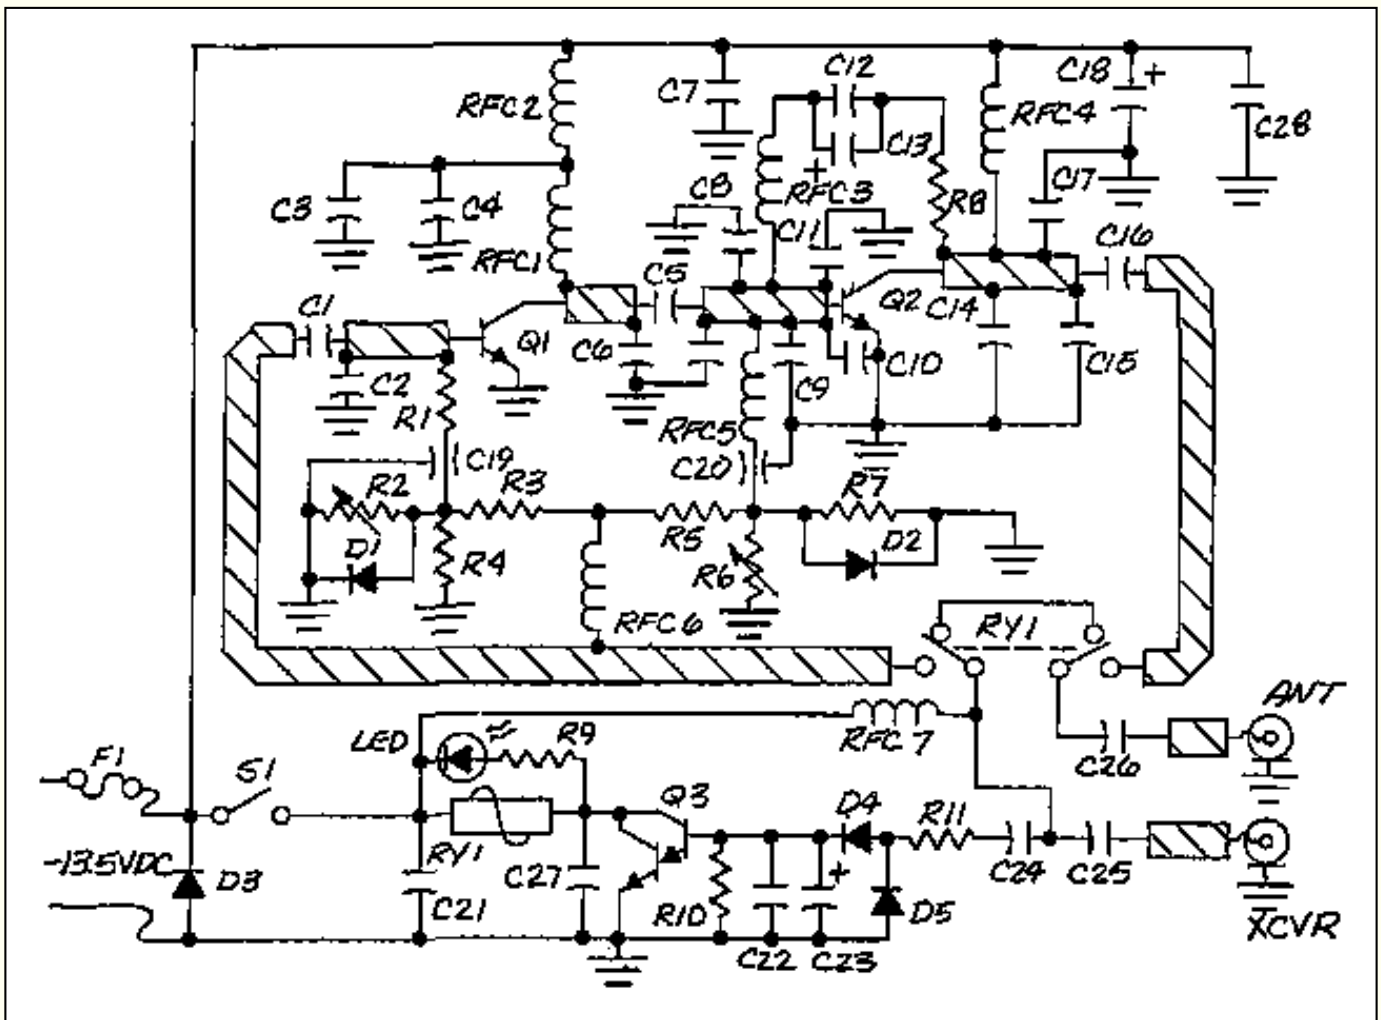 C12
C18 +
RFC2
C7
RFC4
C28
C13
+
C8
RFC3
C17
C3
C4
R8
C11
C16
RFC1
C5
C1
Q2
C14
Q1
C6
C10
C15
C2
C9
R1
RFC5
C19
C20
R2
R3
R7
D1
R5
D2
R4
R6
RFC6
RY1
ANT
LED
R9
RFC7
C26
F1
S1
Q3
D4
R11
-13.5VDC
D3
RY1
C27
+
C24
C25
C21
R10
D5
XCVR
C22
C23